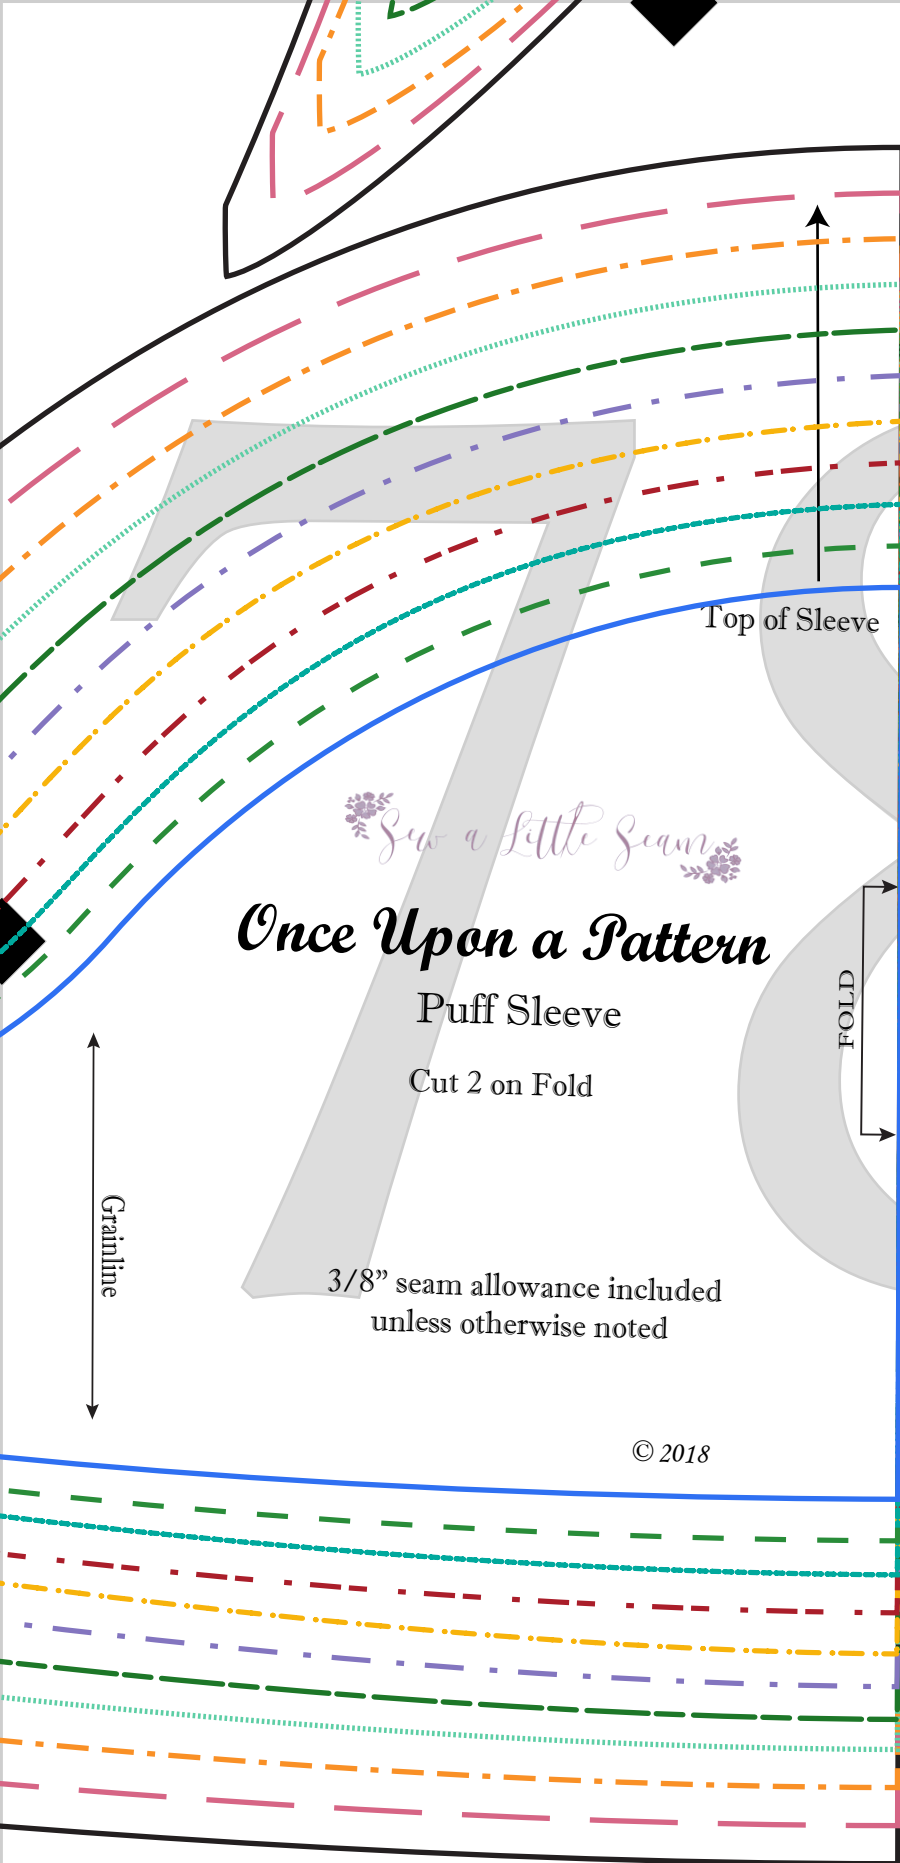 78
Top of Sleeve
Sew a Little Seam
Once Upon a Pattern
Puff Sleeve
Cut 2 on Fold
FOLD
Grainline
3/8” seam allowance included
unless otherwise noted
© 2018